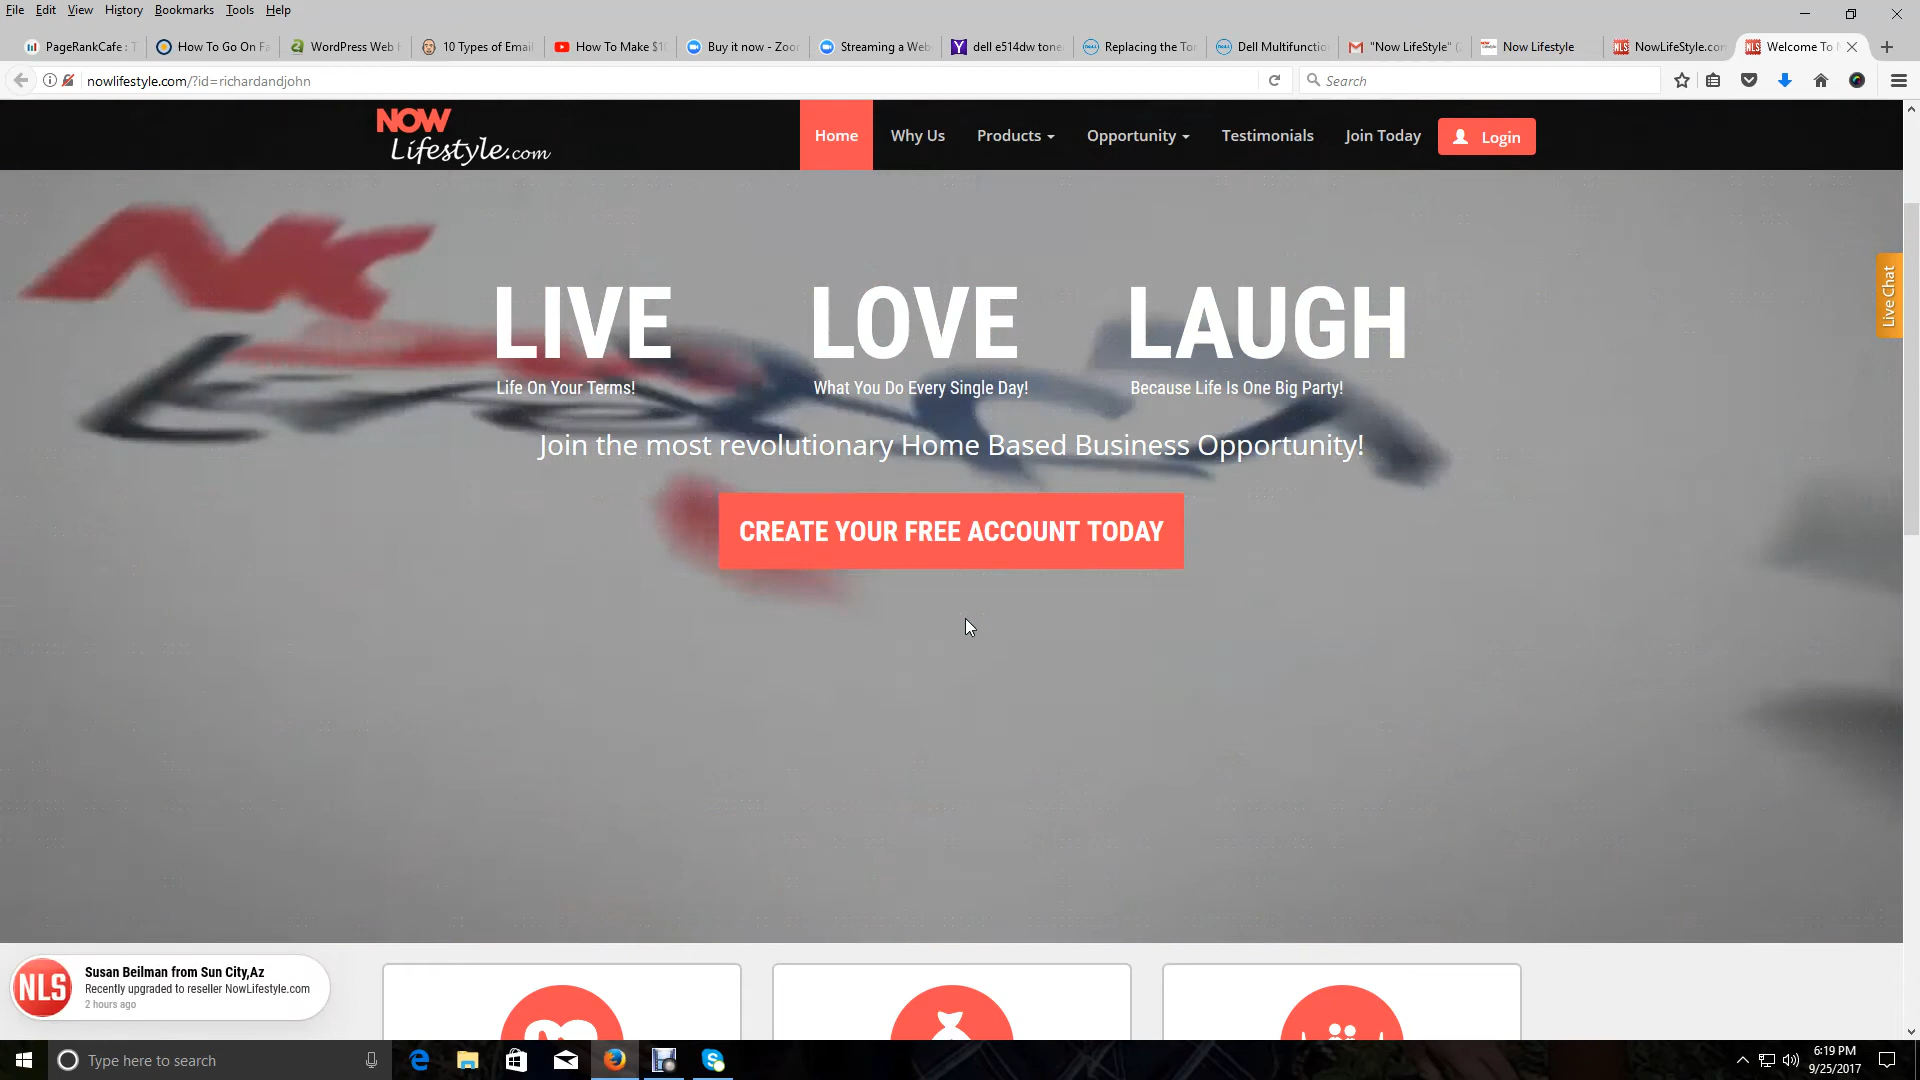 File Edit View History Bookmarks Tools Help
PageRankCafe : T
How To Go On Fa
WordPress Web H
10 Types of Email
How To Make $10
Buy it now - Zoo
Streaming a Web
dell e514dw tone
Replacing the Ton
Dell Multifunctio
"Now LifeStyle" (
Now Lifestyle
NowLifeStyle.com
Welcome To N
nowlifestyle.com/?id=richardandjohn
Search
NOW
Lifestyle.com
Home
Why Us
Products
Opportunity
Testimonials
Join Today
Login
LIVE LOVE LAUGH
Life On Your Terms! What You Do Every Single Day! Because Life Is One Big Party!
Join the most revolutionary Home Based Business Opportunity!
CREATE YOUR FREE ACCOUNT TODAY
Live Chat
NLS
Susan Beilman from Sun City,Az
Recently upgraded to reseller NowLifestyle.com
2 hours ago
Type here to search
6:19 PM
9/25/2017